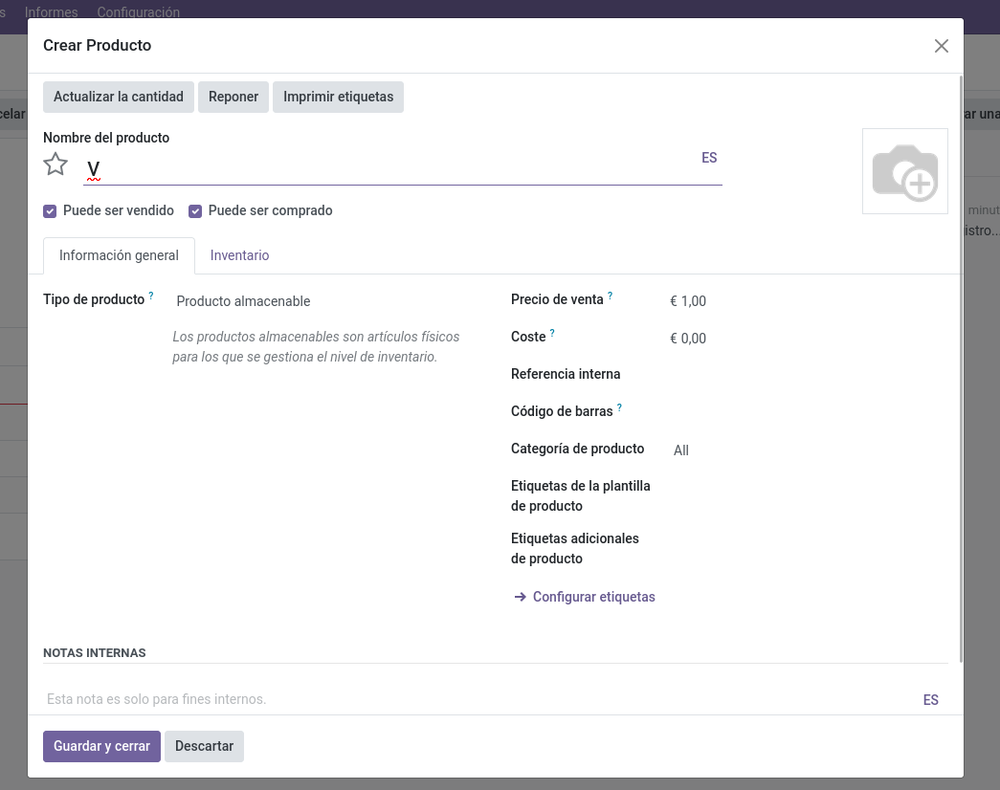 s Informes Configuración
Crear Producto
celar
Actualizar la cantidad Reponer Imprimir etiquetas
rar una
Nombre del producto
V
ES
Puede ser vendido Puede ser comprado
minut
istro...
Información general Inventario
Tipo de producto ? Producto almacenable
Los productos almacenables son artículos físicos
para los que se gestiona el nivel de inventario.
Precio de venta ? € 1,00
Coste ? € 0,00
Referencia interna
Código de barras ?
Categoría de producto All
Etiquetas de la plantilla
de producto
Etiquetas adicionales
de producto
→ Configurar etiquetas
NOTAS INTERNAS
Esta nota es solo para fines internos. ES
Guardar y cerrar Descartar